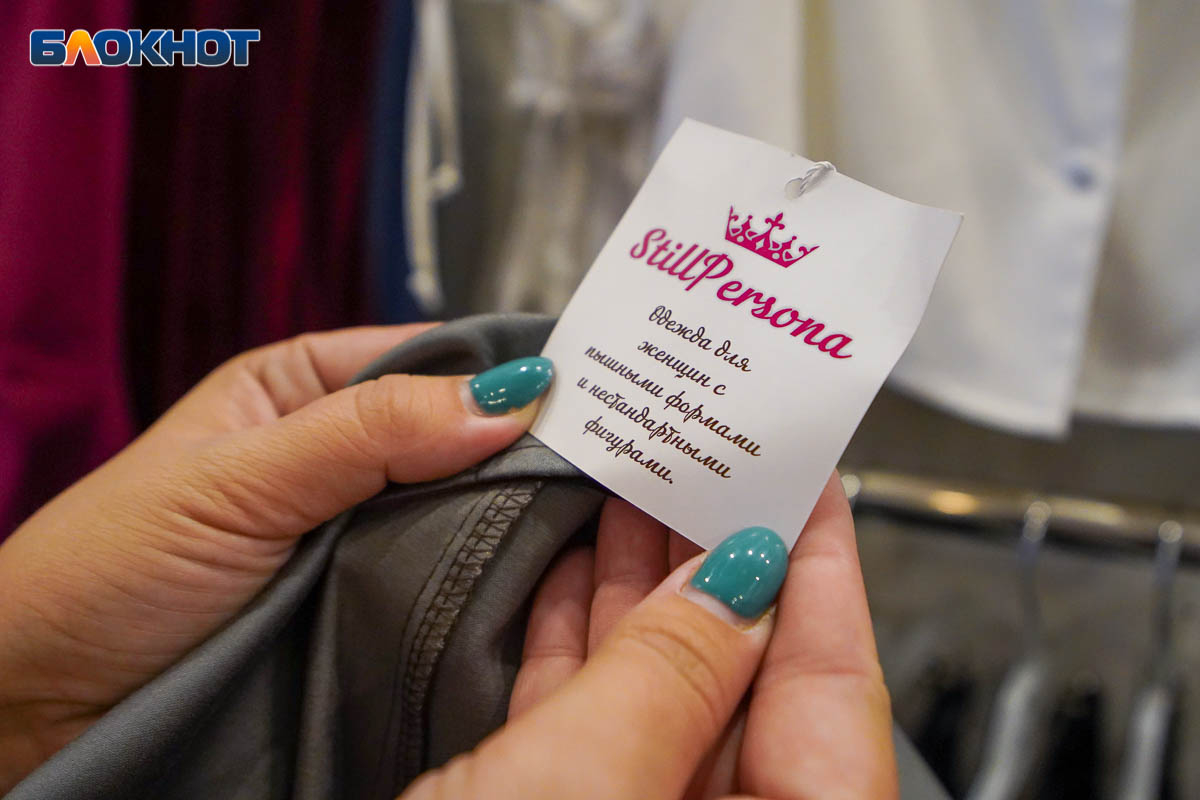 БЛОКНОТ
StillPersona
Одежда для
женщин с
пышными формами
и нестандартными
фигурами.